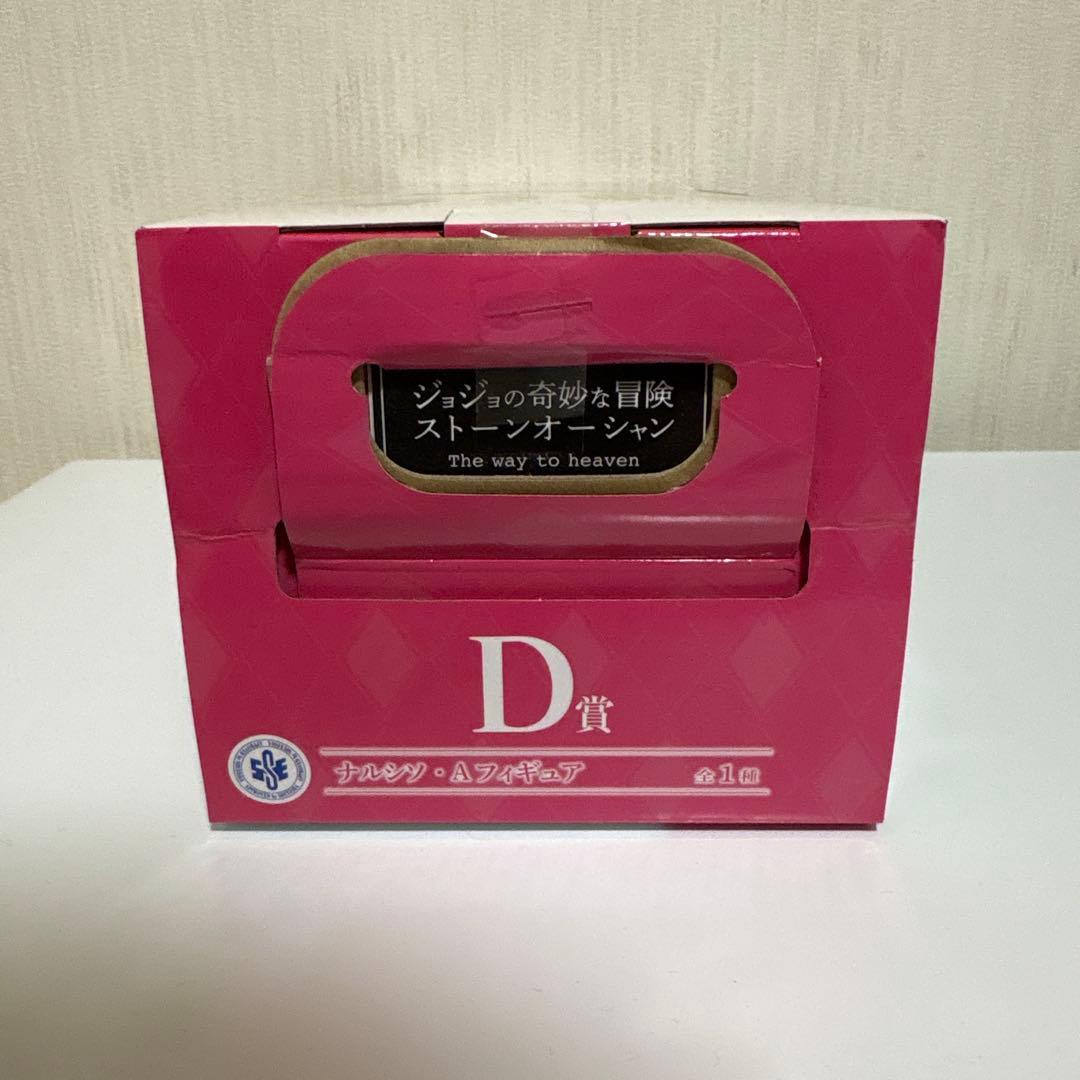 ジョジョの奇妙な冒険
ストーンオーシャン
The way to heaven
D賞
ナルシソ・Aフィギュア 全1種
SSE